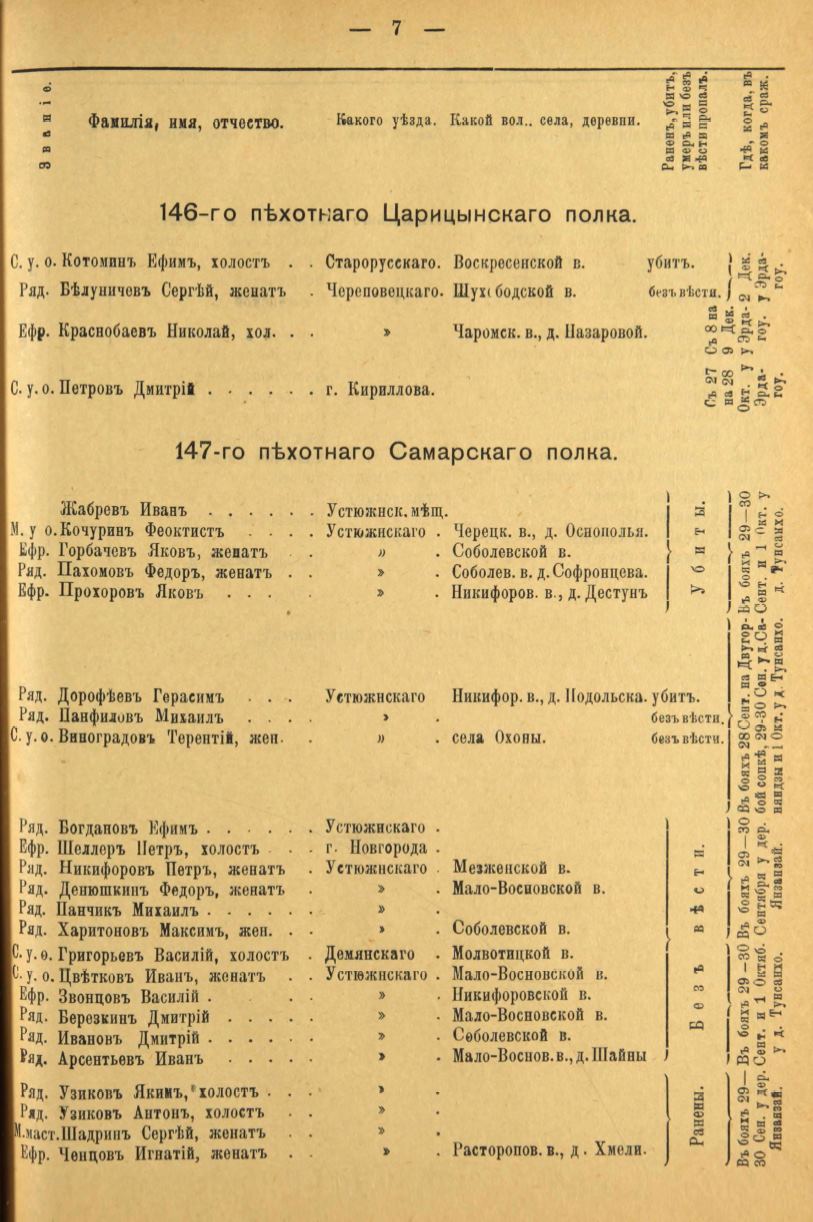 — 7 —
Званіе.
Фамилія, имя, отчество.
Какого уѣзда. Какой вол.. села, деревни.
Раненъ, убитъ,
умеръ или безъ
вѣсти пропалъ.
Гдѣ, когда, въ
какомъ сраж.
146-го пѣхотнаго Царицынскаго полка.
С. у. о. Котоминъ Ефимъ, холостъ . . Старорусскаго. Воскресенской в. убитъ.
Ряд. Бѣлуничевъ Сергѣй, женатъ . Череповецкаго. Шухободской в. безъ вѣсти.
2 Дек.
у Эрда-
гоу.
Ефр. Краснобаевъ Николай, хол. . . » Чаромск. в., д. Назаровой.
Съ 8 на
9 Дек.
у Эрда-
гоу.
С. у. о. Петровъ Дмитрій . . . . . . г. Кириллова.
Съ 27
на 28
Окт. у
Эрда-
гоу.
147-го пѣхотнаго Самарскаго полка.
Жабревъ Иванъ . . . . . . Устюжнск. мѣщ.
М. у о. Кочуринъ Феоктистъ . . . . Устюжнскаго . Черецк. в., д. Оснополья.
Ефр. Горбачевъ Яковъ, женатъ . » . Соболевской в.
Ряд. Пахомовъ Федоръ, женатъ . . » . Соболев. в. д. Софронцева.
Ефр. Прохоровъ Яковъ . . . . » . Никифоров. в., д. Дестунъ
Убиты.
Въ бояхъ 29—30
Сент. и 1 Окт. у
д. Тунсанхо.
Ряд. Дорофѣевъ Герасимъ . . . Устюжнскаго Никифор. в., д. Подольска. убитъ.
Ряд. Панфиловъ Михаилъ . . . . » . безъ вѣсти.
С. у. о. Виноградовъ Терентій, жен. » . села Охоны. безъ вѣсти.
Въ бояхъ 28 Сент. на Двугор-
бой сопкѣ, 29-30 Сен. у д. Са-
няндзы и 1 Окт. у д. Тунсанхо.
Ряд. Богдановъ Ефимъ . . . . . . Устюжнскаго .
Ефр. Шеллеръ Петръ, холостъ . . . г. Новгорода .
Ряд. Никифоровъ Петръ, женатъ . Устюжнскаго . Мезженской в.
Ряд. Денюшкинъ Федоръ, женатъ . » . Мало-Восновской в.
Ряд. Панчикъ Михаилъ . . . . . . » .
Ряд. Харитоновъ Максимъ, жен. . . » . Соболевской в.
Въ бояхъ 29—30
Сентября у дер.
Янзанзай.
С. у. о. Григорьевъ Василій, холостъ . Демянскаго . Молвотицкой в.
С. у. о. Цвѣтковъ Иванъ, женатъ . . Устюжнскаго . Мало-Восновской в.
Ефр. Звонцовъ Василій . . . » . Никифоровской в.
Ряд. Березкинъ Дмитрій . . . . . » . Мало-Восновской в.
Ряд. Ивановъ Дмитрій . . . . . . » . Соболевской в.
Ряд. Арсентьевъ Иванъ . . . . . » . Мало-Воснов. в., д. Шайны
Безъ вѣсти.
Въ бояхъ 29—30
Сент. и 1 Октяб.
у д. Тунсанхо.
Ряд. Узиковъ Якимъ, холостъ . . . » .
Ряд. Узиковъ Антонъ, холостъ . . » .
М. маст. Шадринъ Сергѣй, женатъ . . » .
Ефр. Ченцовъ Игнатій, женатъ . . » . Расторопов. в., д. Хмели.
Ранены.
Въ бояхъ 29—
30 Сен. у дер.
Янзанзай.